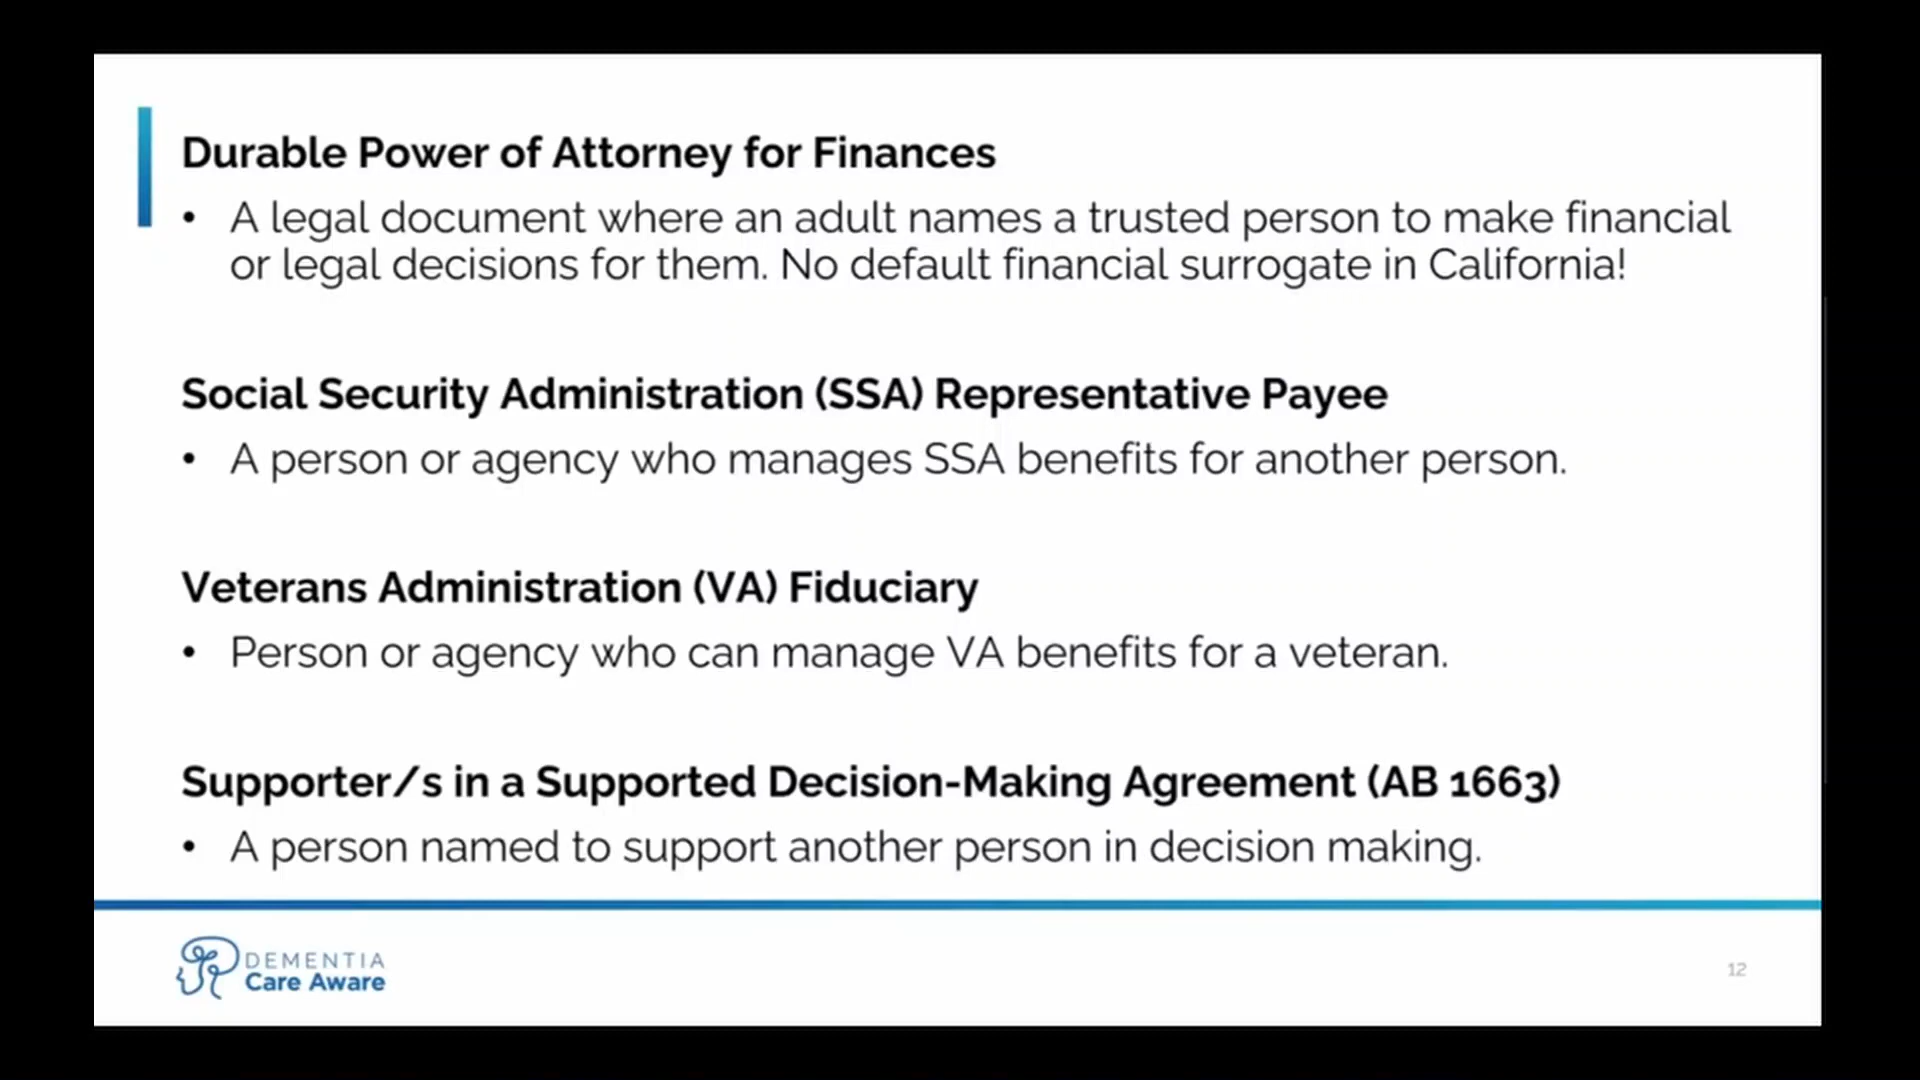 Durable Power of Attorney for Finances
• A legal document where an adult names a trusted person to make financial
or legal decisions for them. No default financial surrogate in California!
Social Security Administration (SSA) Representative Payee
• A person or agency who manages SSA benefits for another person.
Veterans Administration (VA) Fiduciary
• Person or agency who can manage VA benefits for a veteran.
Supporter/s in a Supported Decision-Making Agreement (AB 1663)
• A person named to support another person in decision making.
DEMENTIA
Care Aware
12